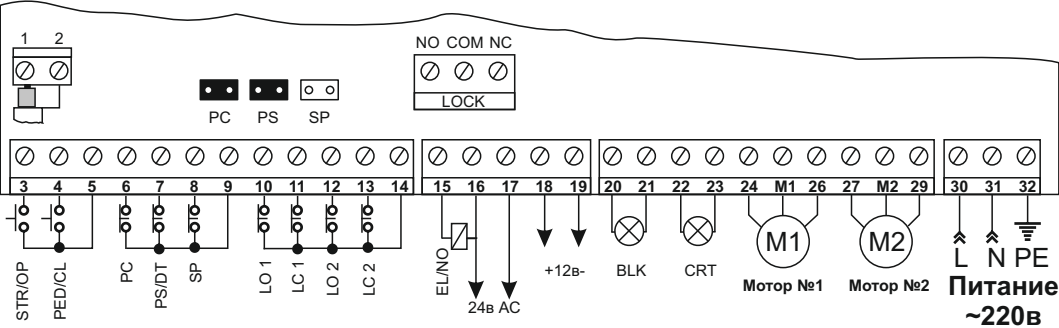 1 2
NO COM NC
LOCK
PC PS SP
3 4 5 6 7 8 9 10 11 12 13 14 15 16 17 18 19 20 21 22 23 24 M1 26 27 M2 29 30 31 32
STR/OP
PED/CL
PC
PS/DT
SP
LO 1
LC 1
LO 2
LC 2
EL/NO
24в AC
+12в-
BLK
CRT
M1
Мотор №1
M2
Мотор №2
L N PE
Питание
~220в